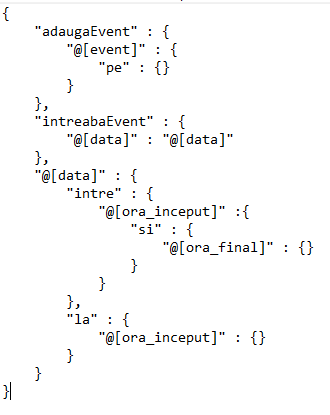 {
    "adaugaEvent" : {
        "@[event]" : {
            "pe" : {}
        }
    },
    "intreabaEvent" : {
        "@[data]" : "@[data]"
    },
    "@[data]" : {
        "intre" : {
            "@[ora_inceput]" :{
                "si" : {
                    "@[ora_final]" : {}
                }
            }
        },
        "la" : {
            "@[ora_inceput]" : {}
        }
    }
}